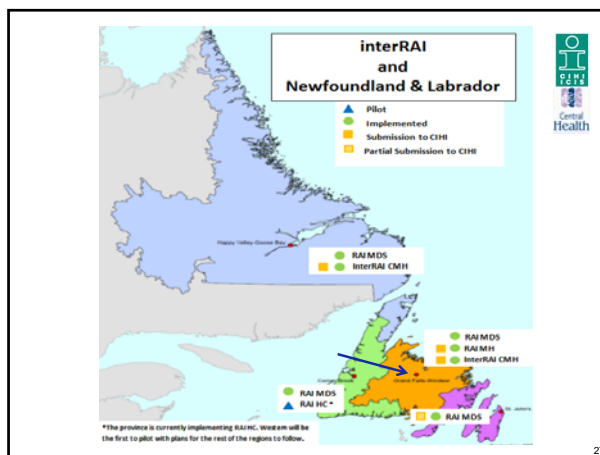 interRAI
and
Newfoundland & Labrador
Pilot
Implemented
Submission to CIHI
Partial Submission to CIHI
CIHI
ICIS
Central
Health
Happy Valley-Goose Bay
RAI MDS
InterRAI CMH
RAI MDS
RAI MH
InterRAI CMH
Corner Brook
Grand Falls-Windsor
RAI MDS
RAI HC*
RAI MDS
St. John's
*The province is currently implementing RAI HC. Western will be
the first to pilot with plans for the rest of the regions to follow.